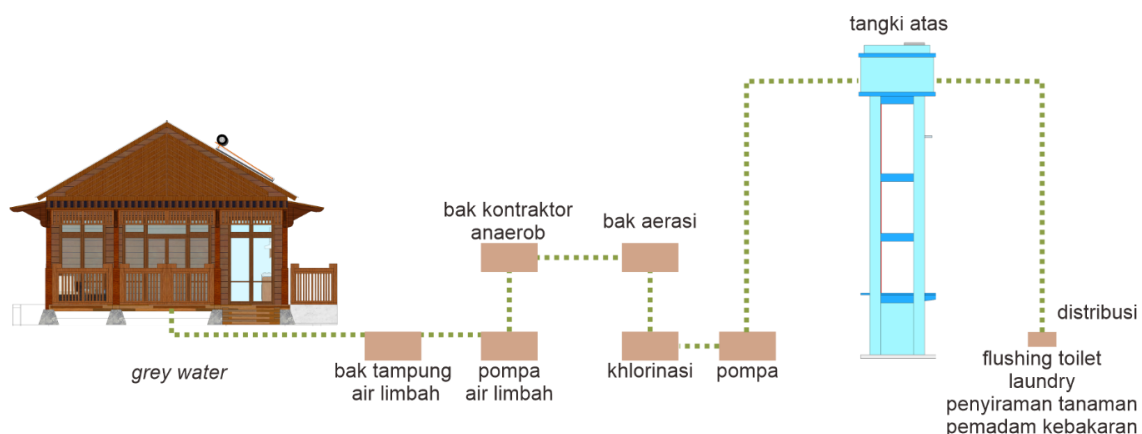 tangki atas
bak kontraktor
anaerob
bak aerasi
distribusi
grey water
bak tampung
air limbah
pompa
air limbah
khlorinasi
pompa
flushing toilet
laundry
penyiraman tanaman
pemadam kebakaran